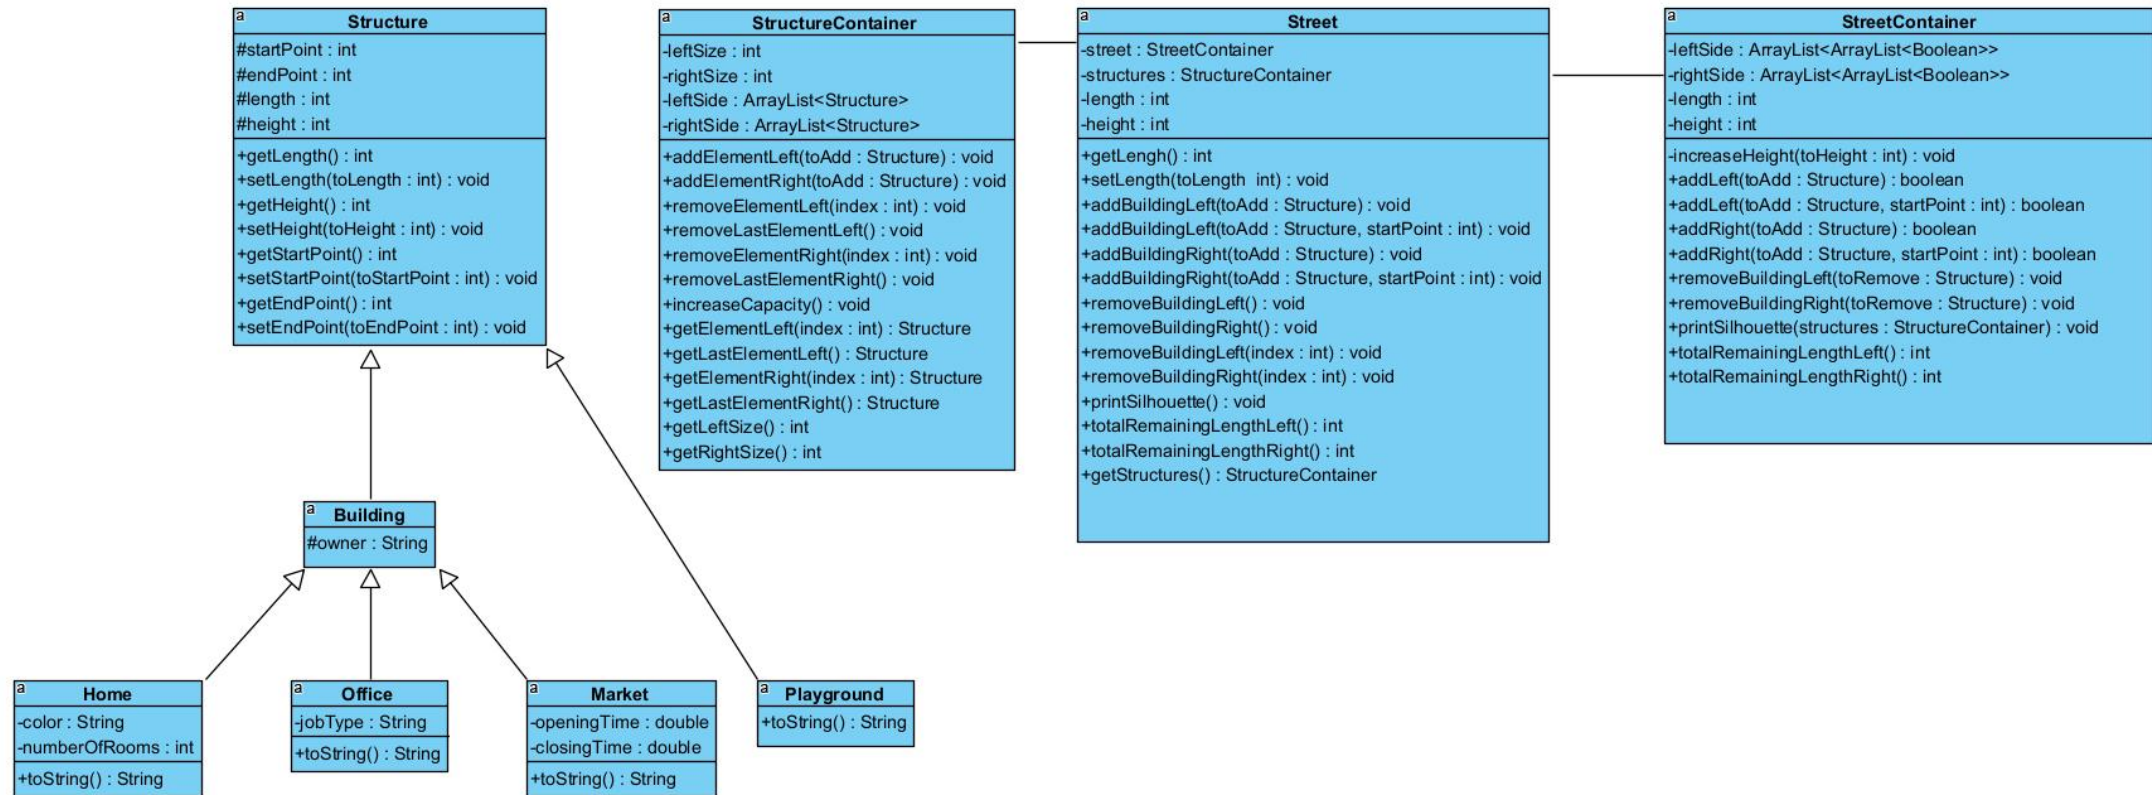 a
Structure
#startPoint : int
#endPoint : int
#length : int
#height : int
+getLength() : int
+setLength(toLength : int) : void
+getHeight() : int
+setHeight(toHeight : int) : void
+getStartPoint() : int
+setStartPoint(toStartPoint : int) : void
+getEndPoint() : int
+setEndPoint(toEndPoint : int) : void
a
StructureContainer
-leftSize : int
-rightSize : int
-leftSide : ArrayList<Structure>
-rightSide : ArrayList<Structure>
+addElementLeft(toAdd : Structure) : void
+addElementRight(toAdd : Structure) : void
+removeElementLeft(index : int) : void
+removeLastElementLeft() : void
+removeElementRight(index : int) : void
+removeLastElementRight() : void
+increaseCapacity() : void
+getElementLeft(index : int) : Structure
+getLastElementLeft() : Structure
+getElementRight(index : int) : Structure
+getLastElementRight() : Structure
+getLeftSize() : int
+getRightSize() : int
a
Street
-street : StreetContainer
-structures : StructureContainer
-length : int
-height : int
+getLengh() : int
+setLength(toLength int) : void
+addBuildingLeft(toAdd : Structure) : void
+addBuildingLeft(toAdd : Structure, startPoint : int) : void
+addBuildingRight(toAdd : Structure) : void
+addBuildingRight(toAdd : Structure, startPoint : int) : void
+removeBuildingLeft() : void
+removeBuildingRight() : void
+removeBuildingLeft(index : int) : void
+removeBuildingRight(index : int) : void
+printSilhouette() : void
+totalRemainingLengthLeft() : int
+totalRemainingLengthRight() : int
+getStructures() : StructureContainer
a
StreetContainer
-leftSide : ArrayList<ArrayList<Boolean>>
-rightSide : ArrayList<ArrayList<Boolean>>
-length : int
-height : int
-increaseHeight(toHeight : int) : void
+addLeft(toAdd : Structure) : boolean
+addLeft(toAdd : Structure, startPoint : int) : boolean
+addRight(toAdd : Structure) : boolean
+addRight(toAdd : Structure, startPoint : int) : boolean
+removeBuildingLeft(toRemove : Structure) : void
+removeBuildingRight(toRemove : Structure) : void
+printSilhouette(structures : StructureContainer) : void
+totalRemainingLengthLeft() : int
+totalRemainingLengthRight() : int
a
Building
#owner : String
a
Home
-color : String
-numberOfRooms : int
+toString() : String
a
Office
-jobType : String
+toString() : String
a
Market
-openingTime : double
-closingTime : double
+toString() : String
a
Playground
+toString() : String